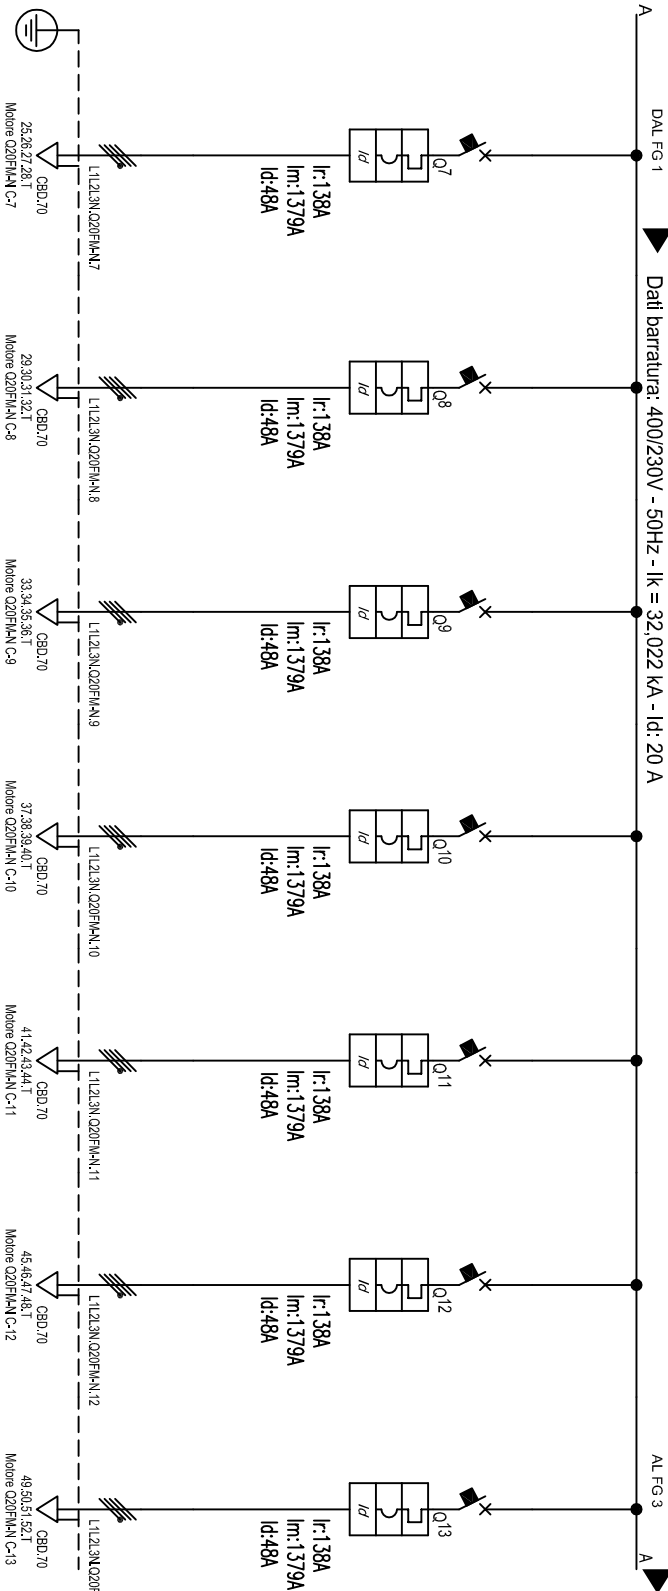 A
DAL FG 1
Dati barratura: 400/230V - 50Hz - Ik = 32,022 kA - Id: 20 A
AL FG 3
A
Q7
Id
Ir:138A
Im:1379A
Id:48A
L1L2L3N.Q20FM-N.7
CBD.70
25.26.27.28.T
Motore Q20FM-N C-7
Q8
Id
Ir:138A
Im:1379A
Id:48A
L1L2L3N.Q20FM-N.8
CBD.70
29.30.31.32.T
Motore Q20FM-N C-8
Q9
Id
Ir:138A
Im:1379A
Id:48A
L1L2L3N.Q20FM-N.9
CBD.70
33.34.35.36.T
Motore Q20FM-N C-9
Q10
Id
Ir:138A
Im:1379A
Id:48A
L1L2L3N.Q20FM-N.10
CBD.70
37.38.39.40.T
Motore Q20FM-N C-10
Q11
Id
Ir:138A
Im:1379A
Id:48A
L1L2L3N.Q20FM-N.11
CBD.70
41.42.43.44.T
Motore Q20FM-N C-11
Q12
Id
Ir:138A
Im:1379A
Id:48A
L1L2L3N.Q20FM-N.12
CBD.70
45.46.47.48.T
Motore Q20FM-N C-12
Q13
Id
Ir:138A
Im:1379A
Id:48A
L1L2L3N.Q20F
CBD.70
49.50.51.52.T
Motore Q20FM-N C-13